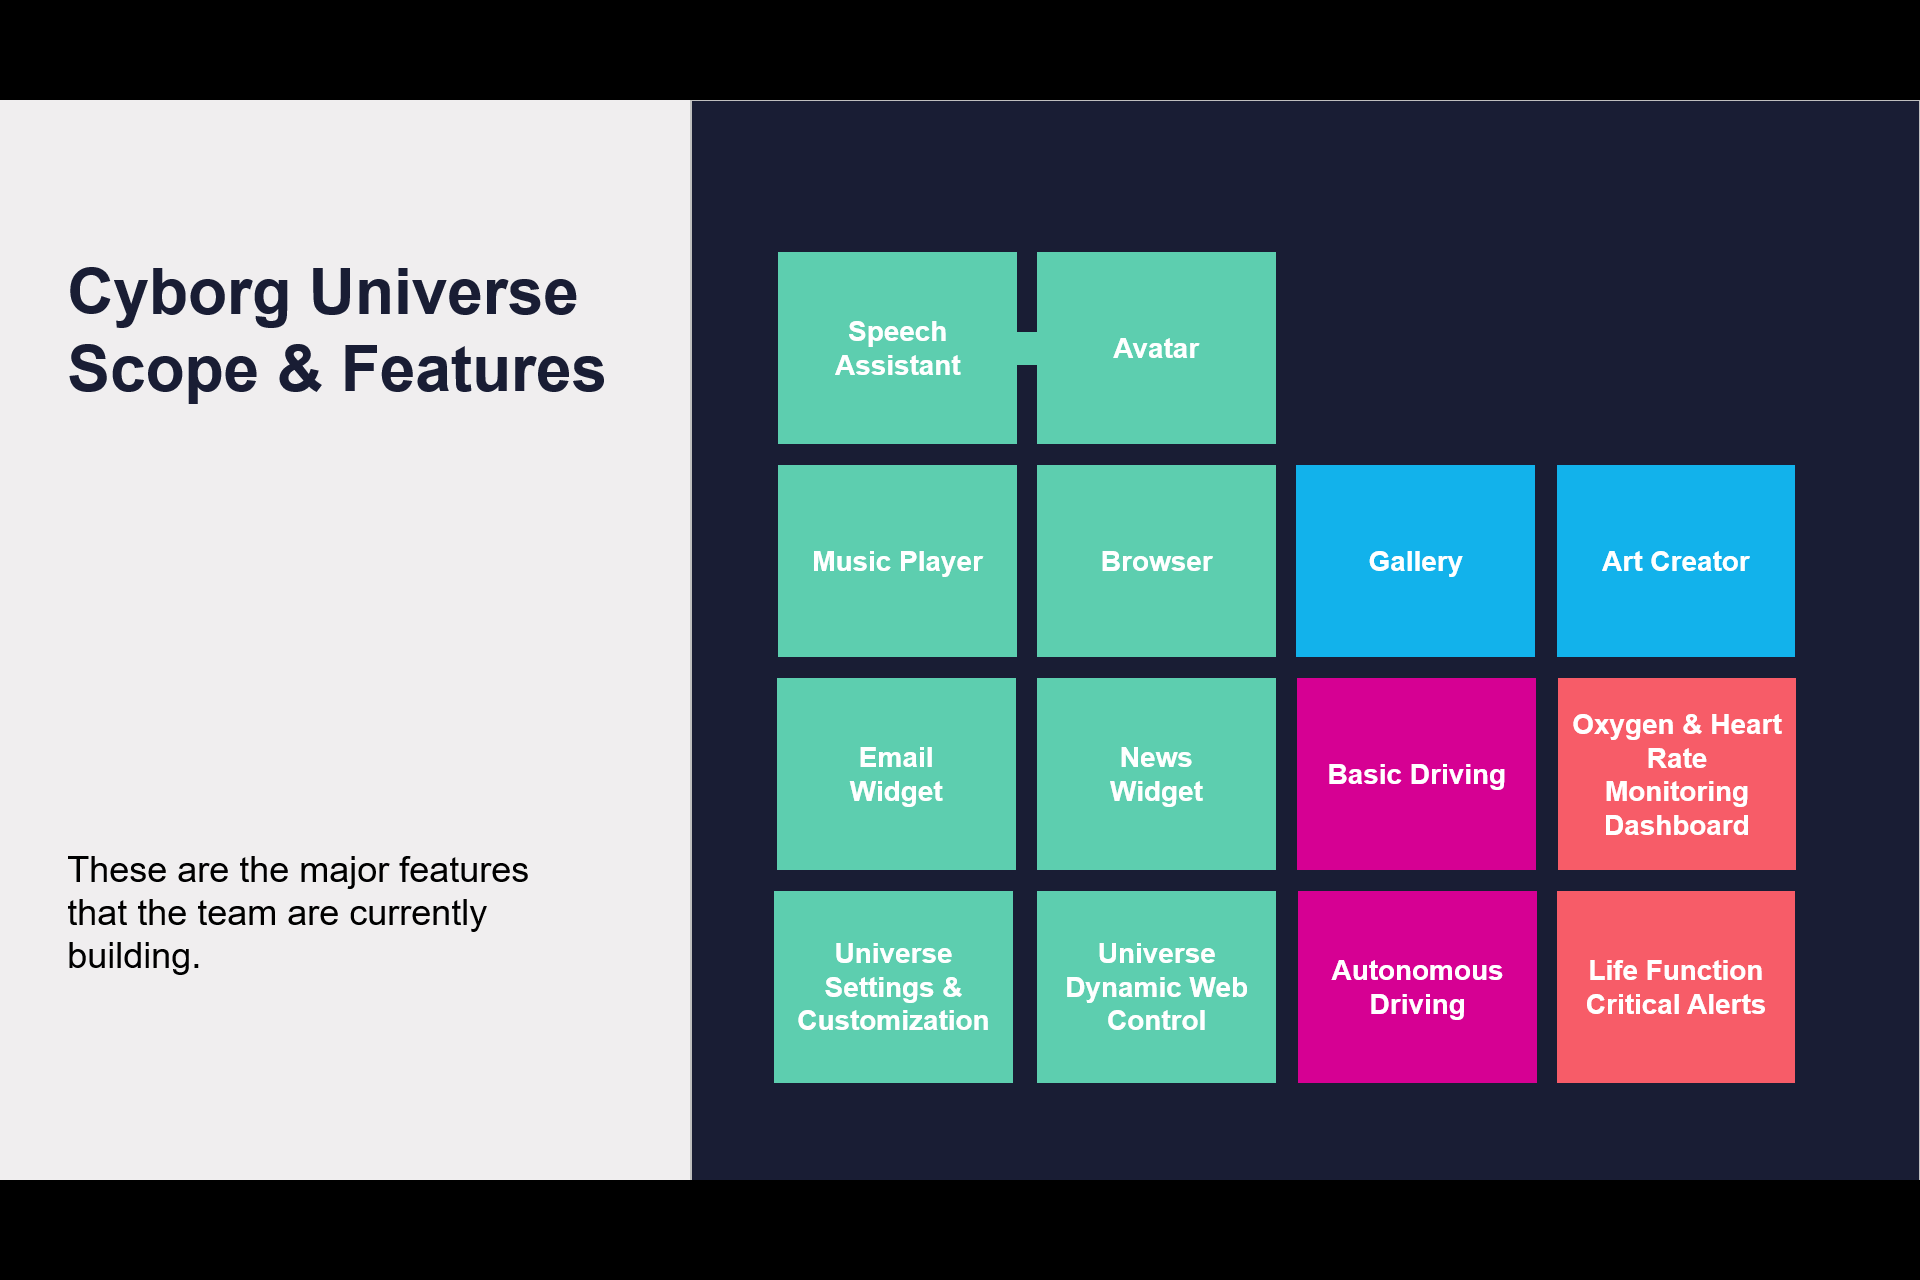 Cyborg Universe
Scope & Features
These are the major features
that the team are currently
building.
Speech
Assistant
Avatar
Music Player
Browser
Gallery
Art Creator
Email
Widget
News
Widget
Basic Driving
Oxygen & Heart
Rate
Monitoring
Dashboard
Universe
Settings &
Customization
Universe
Dynamic Web
Control
Autonomous
Driving
Life Function
Critical Alerts